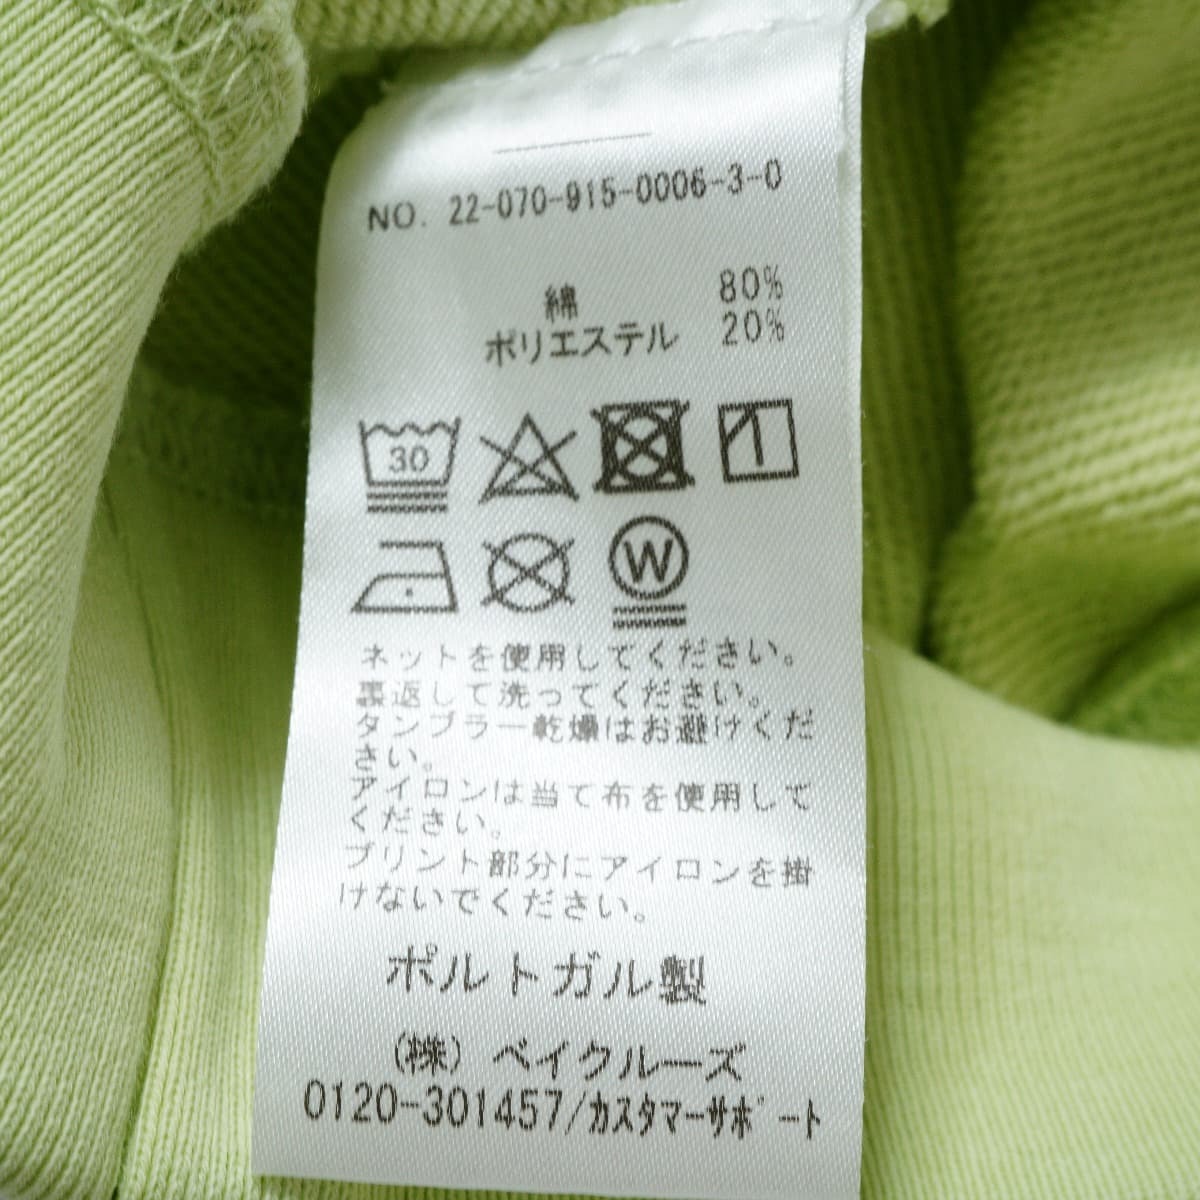 NO. 22-070-915-0006-3-0
綿 80%
ポリエステル 20%
30
W
ネットを使用してください。
裏返して洗ってください。
タンブラー乾燥はお避けくだ
さい。
アイロンは当て布を使用して
ください。
プリント部分にアイロンを掛
けないでください。
ポルトガル製
(株) ベイクルーズ
0120-301457/カスタマーサポート